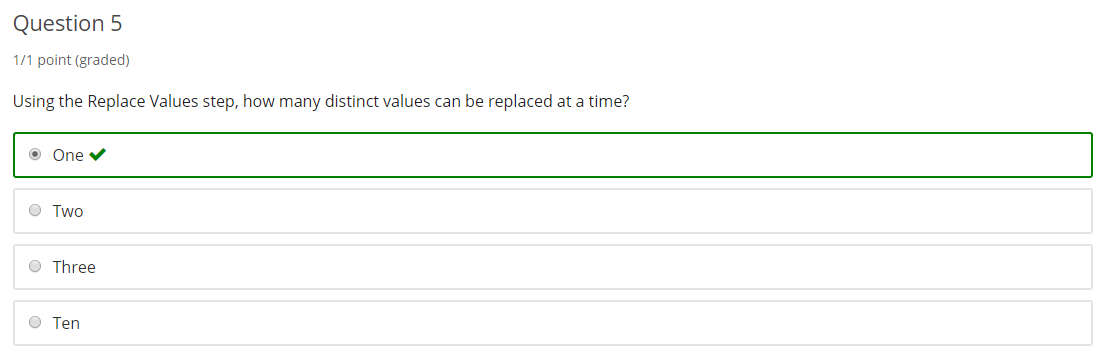 Question 5
1/1 point (graded)
Using the Replace Values step, how many distinct values can be replaced at a time?
One
Two
Three
Ten